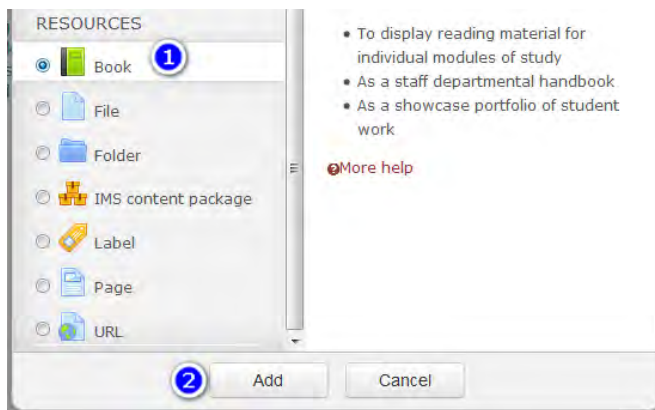 RESOURCES
Book 1
File
Folder
IMS content package
Label
Page
URL
• To display reading material for
individual modules of study
• As a staff departmental handbook
• As a showcase portfolio of student
work
More help
2 Add Cancel